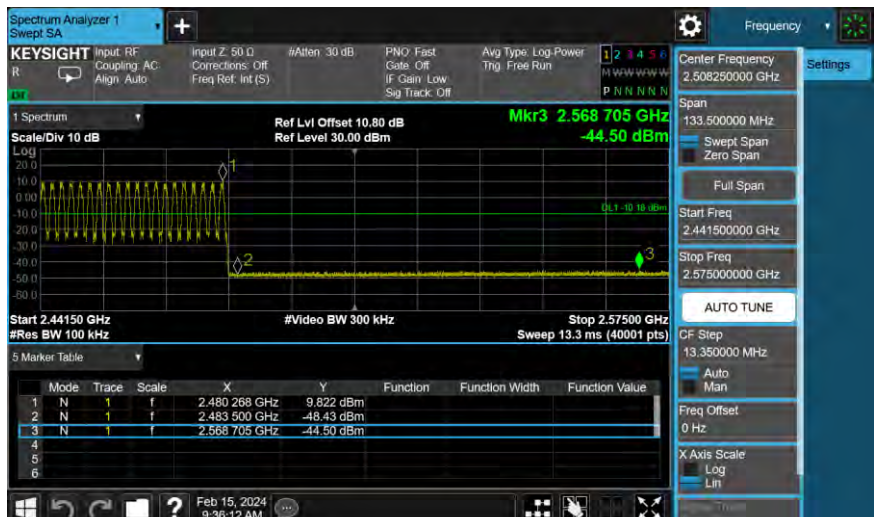 Spectrum Analyzer 1
Swept SA
Frequency
KEYSIGHT
R
Input: RF
Coupling: AC
Align: Auto
Input Z: 50 Ω
Corrections: Off
Freq Ref: Int (S)
#Atten: 30 dB
PNO: Fast
Gate: Off
IF Gain: Low
Sig Track: Off
Avg Type: Log-Power
Trig: Free Run
1 2 3 4 5 6
M W W W W W
P N N N N N
Center Frequency
2.508250000 GHz
Settings
Span
133.500000 MHz
Swept Span
Zero Span
Full Span
Start Freq
2.441500000 GHz
Stop Freq
2.575000000 GHz
AUTO TUNE
CF Step
13.350000 MHz
Auto
Man
Freq Offset
0 Hz
X Axis Scale
Log
Lin
1 Spectrum
Scale/Div 10 dB
Ref Lvl Offset 10.80 dB
Ref Level 30.00 dBm
Mkr3 2.568 705 GHz
-44.50 dBm
Log
20.0
10.0
0.00
-10.0
-20.0
-30.0
-40.0
-50.0
-60.0
1
2
3
DL1 -10.18 dBm
Start 2.44150 GHz
#Res BW 100 kHz
#Video BW 300 kHz
Stop 2.57500 GHz
Sweep 13.3 ms (40001 pts)
5 Marker Table
Mode Trace Scale X Y Function Function Width Function Value
1 N 1 f 2.480 268 GHz 9.822 dBm
2 N 1 f 2.483 500 GHz -48.43 dBm
3 N 1 f 2.568 705 GHz -44.50 dBm
4
5
6
?
Feb 15, 2024
9:36:12 AM